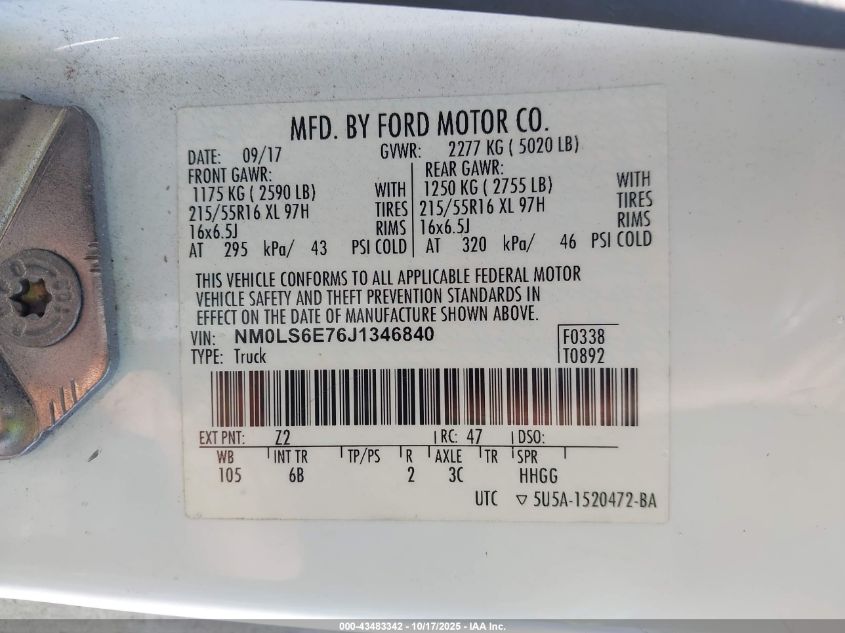 MFD. BY FORD MOTOR CO.
DATE: 09/17 GVWR: 2277 KG ( 5020 LB)
FRONT GAWR: REAR GAWR:
1175 KG ( 2590 LB) WITH 1250 KG ( 2755 LB) WITH
215/55R16 XL 97H TIRES 215/55R16 XL 97H TIRES
16x6.5J RIMS 16x6.5J RIMS
AT 295 kPa/ 43 PSI COLD AT 320 kPa/ 46 PSI COLD
THIS VEHICLE CONFORMS TO ALL APPLICABLE FEDERAL MOTOR
VEHICLE SAFETY AND THEFT PREVENTION STANDARDS IN
EFFECT ON THE DATE OF MANUFACTURE SHOWN ABOVE.
VIN: NM0LS6E76J1346840 F0338
TYPE: Truck T0892
EXT PNT: Z2 RC: 47 DSO:
WB INT TR TP/PS R AXLE TR SPR
105 6B 2 3C HHGG
UTC ▽ 5U5A-1520472-BA
000-43483342 - 10/17/2025 - IAA Inc.